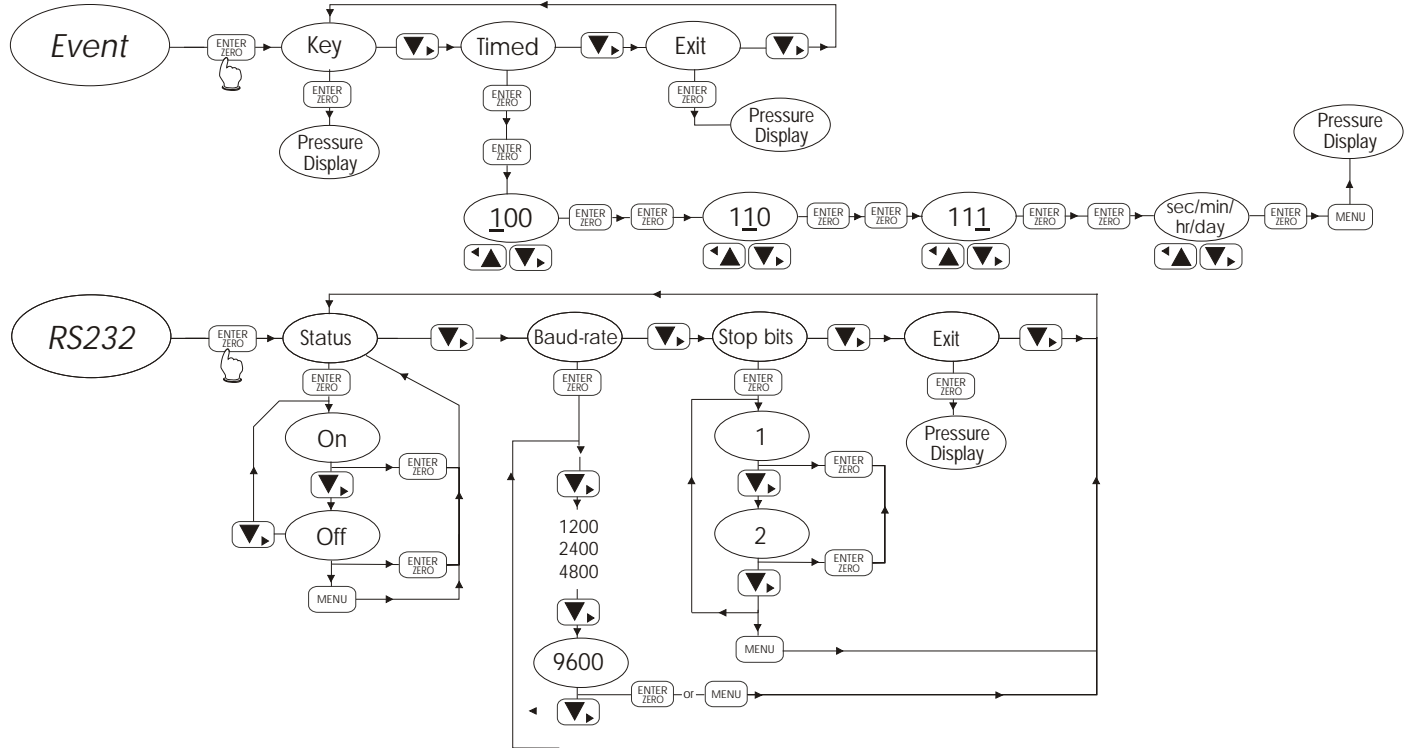 Event
ENTER
ZERO
Key
Timed
Exit
ENTER
ZERO
Pressure
Display
ENTER
ZERO
ENTER
ZERO
ENTER
ZERO
Pressure
Display
Pressure
Display
100
ENTER
ZERO
ENTER
ZERO
110
ENTER
ZERO
ENTER
ZERO
111
ENTER
ZERO
ENTER
ZERO
sec/min/
hr/day
ENTER
ZERO
MENU
RS232
ENTER
ZERO
Status
Baud-rate
Stop bits
Exit
ENTER
ZERO
On
ENTER
ZERO
Off
ENTER
ZERO
MENU
ENTER
ZERO
1200
2400
4800
9600
ENTER
ZERO
or
MENU
ENTER
ZERO
1
ENTER
ZERO
2
ENTER
ZERO
MENU
ENTER
ZERO
Pressure
Display